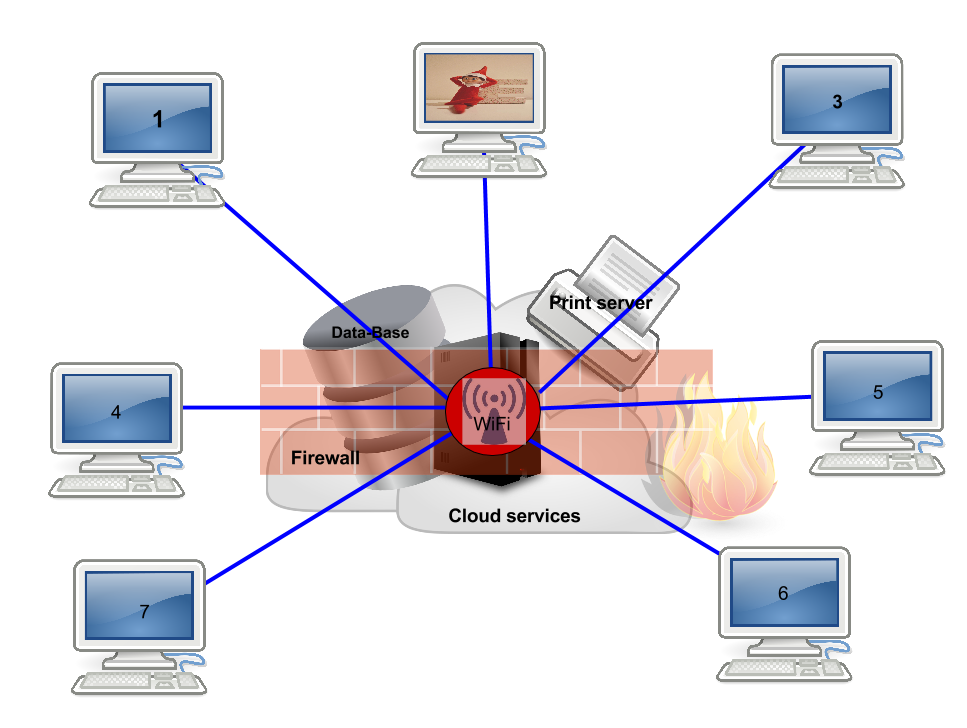 1
3
Print server
Data-Base
5
4
WiFi
Firewall
Cloud services
6
7